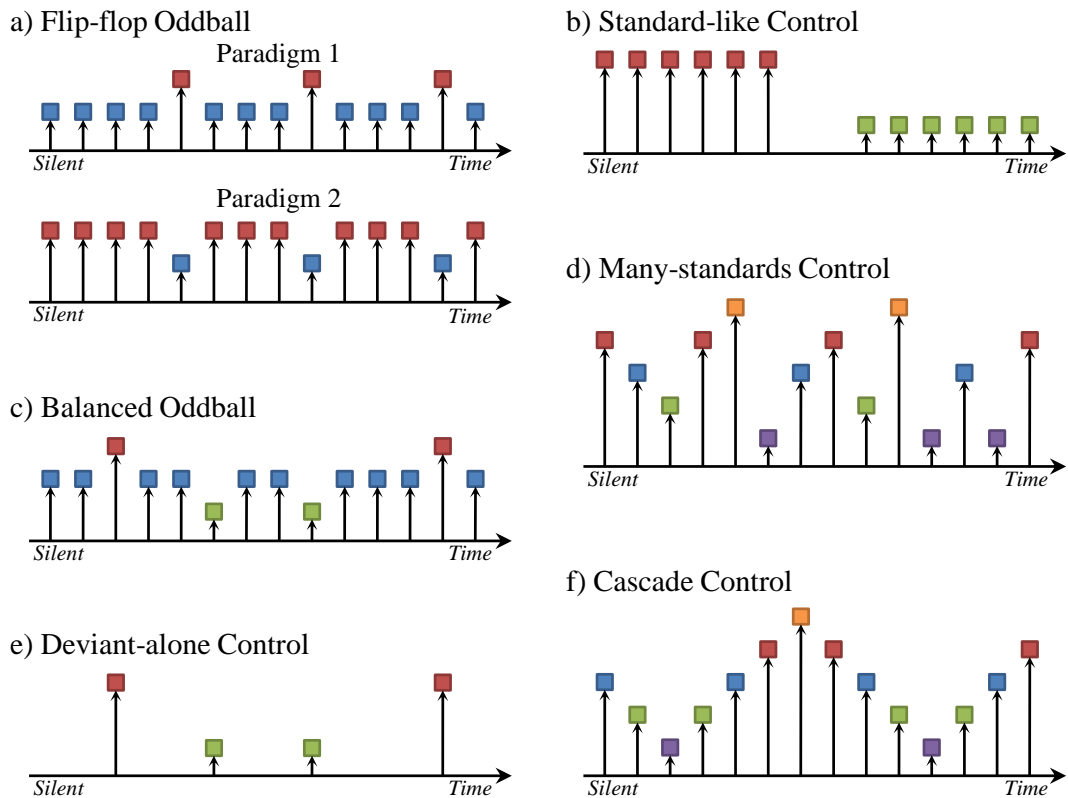 a) Flip-flop Oddball
Paradigm 1
Silent
Time
Paradigm 2
Silent
Time
b) Standard-like Control
Silent
Time
c) Balanced Oddball
Silent
Time
d) Many-standards Control
Silent
Time
e) Deviant-alone Control
Silent
Time
f) Cascade Control
Silent
Time